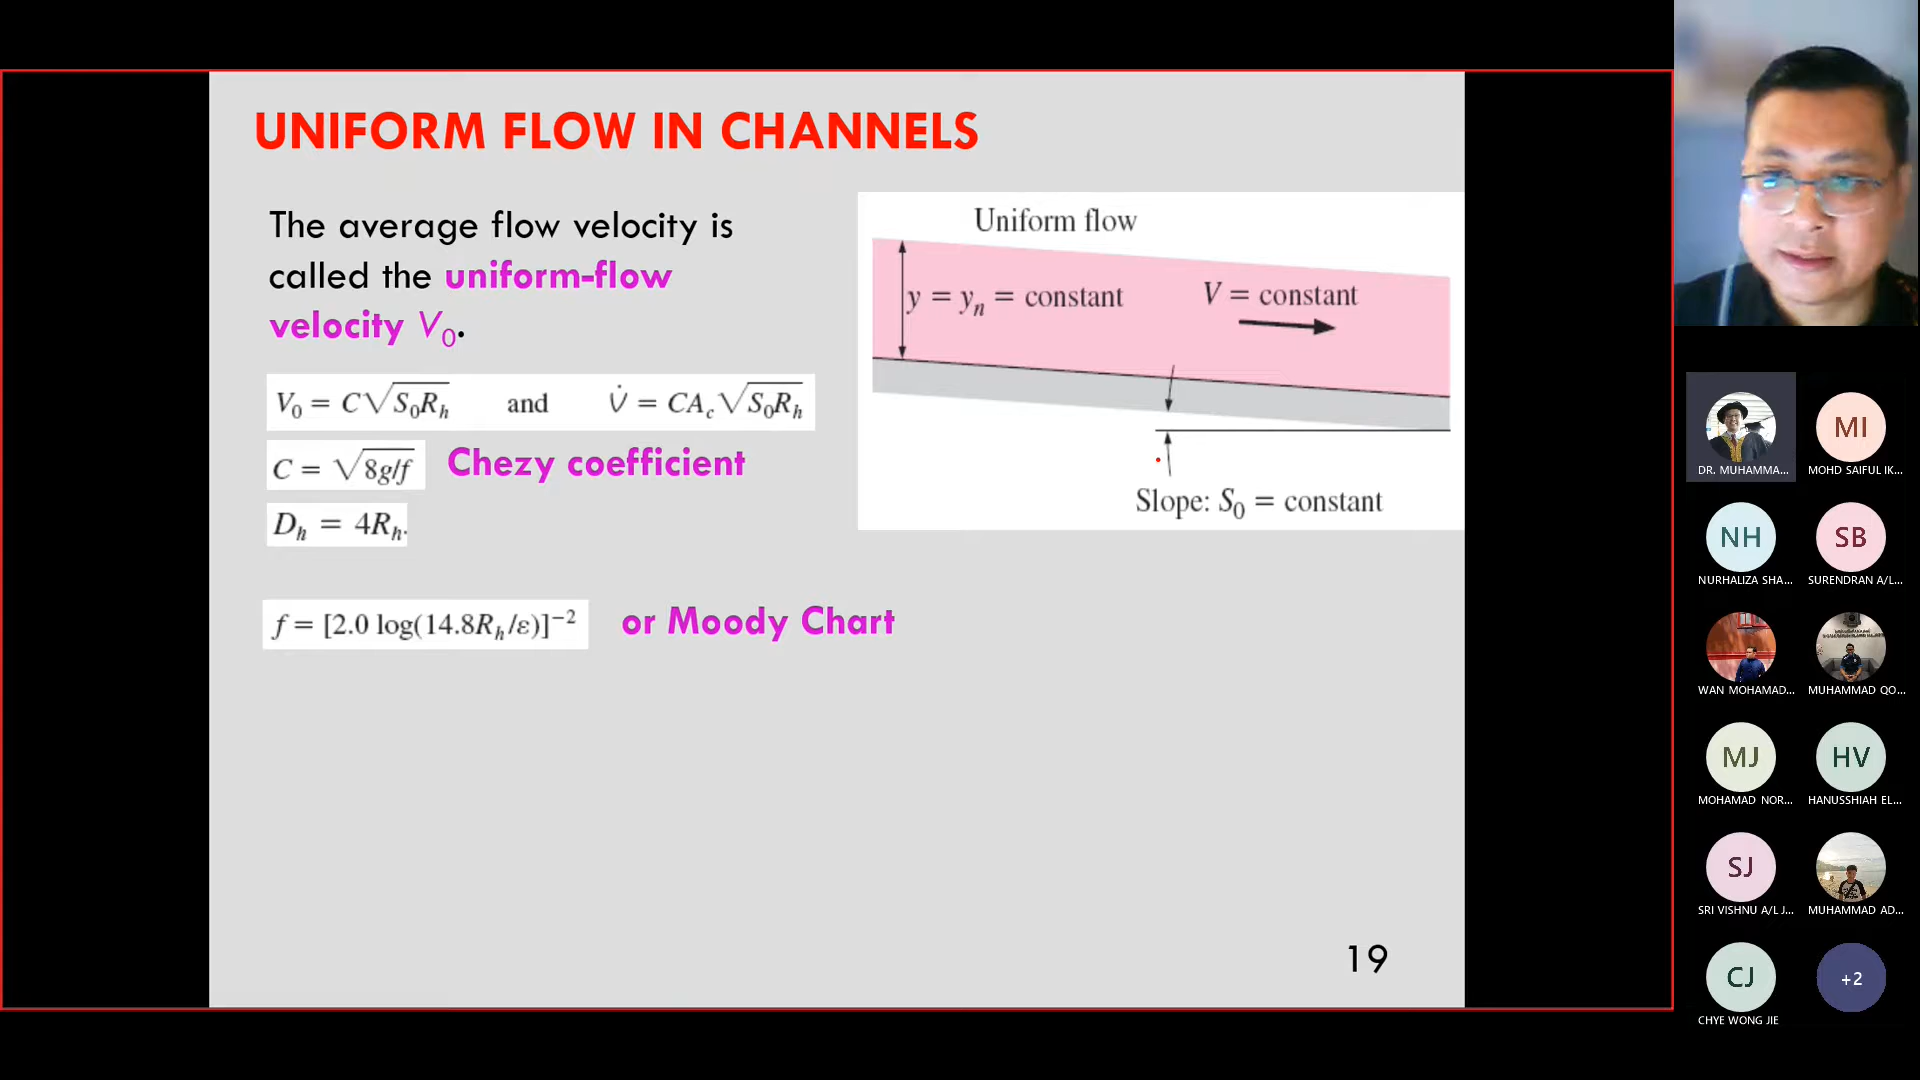 UNIFORM FLOW IN CHANNELS
The average flow velocity is
called the uniform-flow
velocity V₀.
V₀ = C√S₀Rₕ and V̇ = CA꜀√S₀Rₕ
C = √8g/f Chezy coefficient
Dₕ = 4Rₕ.
f = [2.0 log(14.8Rₕ/ε)]⁻² or Moody Chart
Uniform flow
y = yₙ = constant V = constant
Slope: S₀ = constant
19
DR. MUHAMMA...
MI
MOHD SAIFUL IK...
NH
NURHALIZA SHA...
SB
SURENDRAN A/L...
WAN MOHAMAD...
MUHAMMAD QO...
MJ
MOHAMAD NOR...
HV
HANUSSHIAH EL...
SJ
SRI VISHNU A/L J...
MUHAMMAD AD...
CJ
CHYE WONG JIE
+2